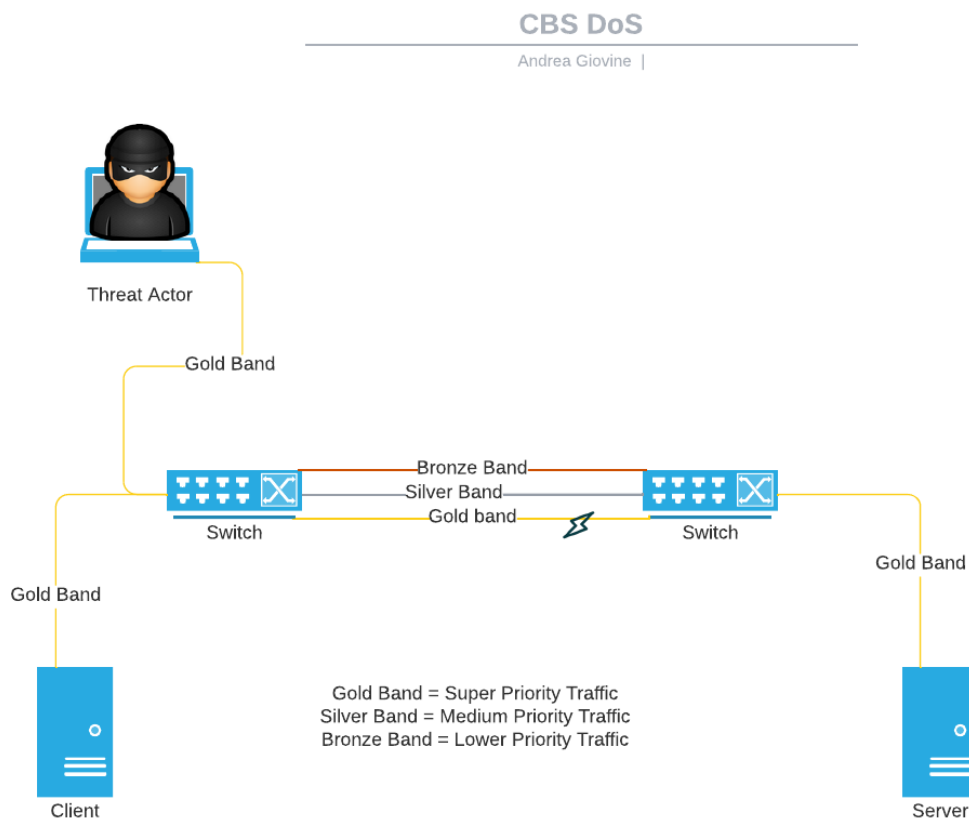 CBS DoS
Andrea Giovine |
Threat Actor
Gold Band
Bronze Band
Silver Band
Gold band
Switch
Switch
Gold Band
Gold Band
Gold Band = Super Priority Traffic
Silver Band = Medium Priority Traffic
Bronze Band = Lower Priority Traffic
Client
Server